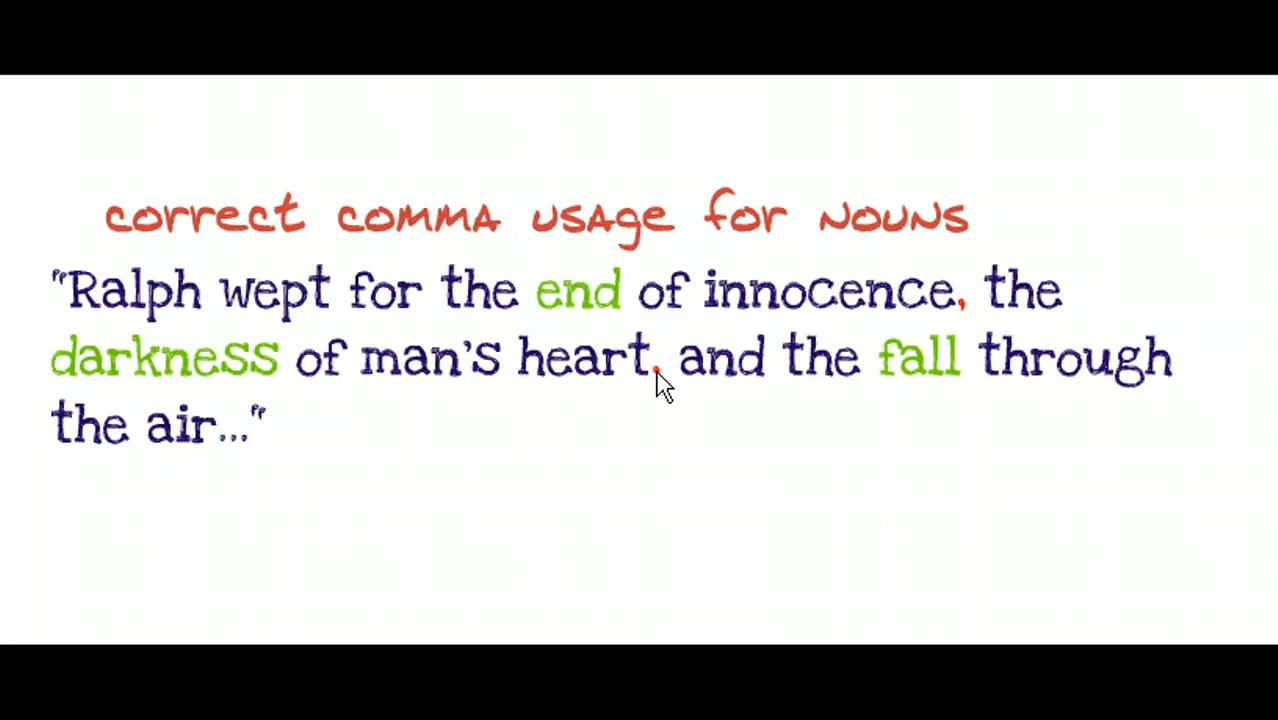 correct comma usage for nouns
"Ralph wept for the end of innocence, the
darkness of man's heart, and the fall through
the air..."